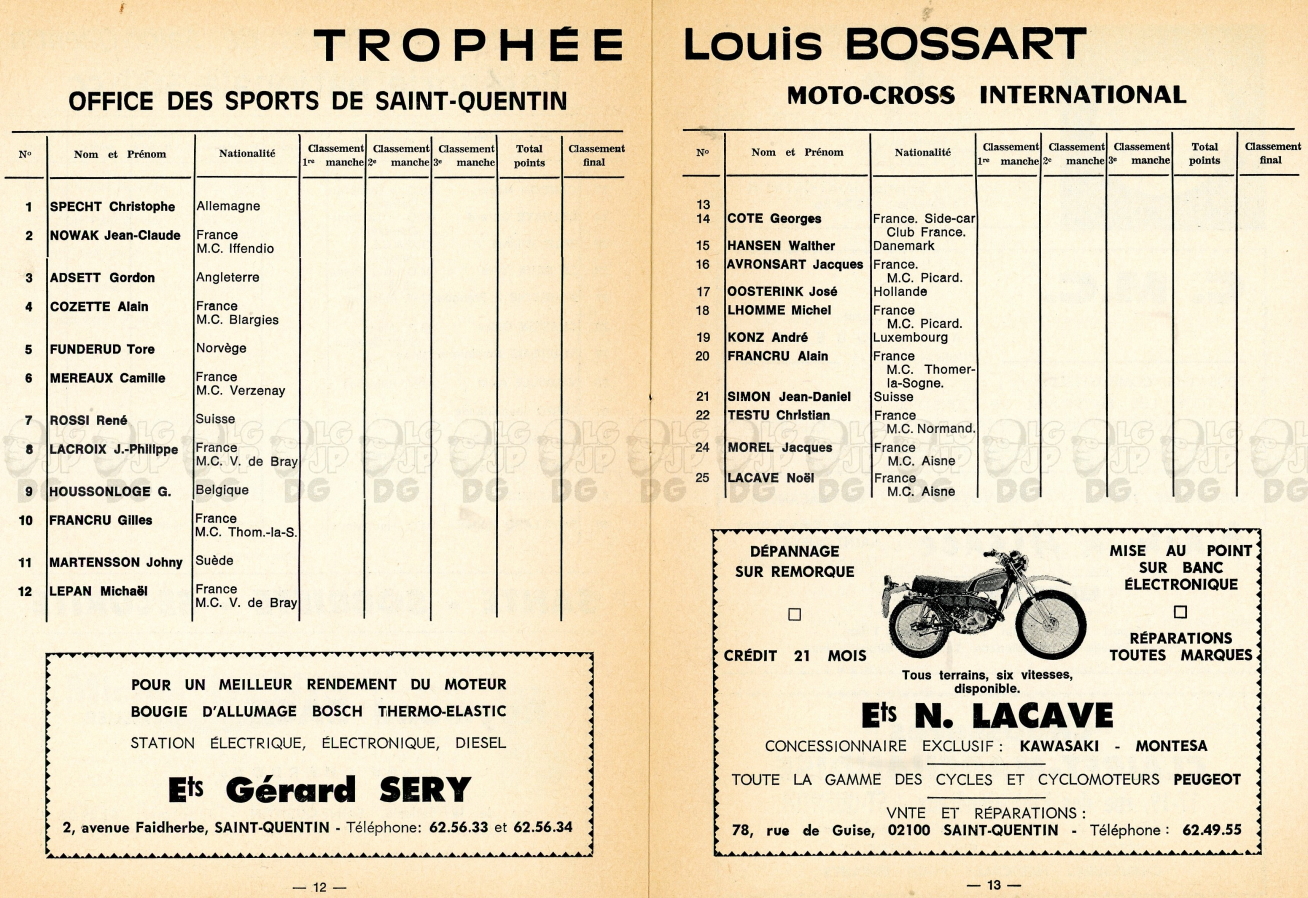 TROPHÉE
OFFICE DES SPORTS DE SAINT-QUENTIN
Nº Nom et Prénom Nationalité Classement 1re manche Classement 2e manche Classement 3e manche Total points Classement final
1 SPECHT Christophe Allemagne
2 NOWAK Jean-Claude France
M.C. Iffendio
3 ADSETT Gordon Angleterre
4 COZETTE Alain France
M.C. Blargies
5 FUNDERUD Tore Norvège
6 MEREAUX Camille France
M.C. Verzenay
7 ROSSI René Suisse
8 LACROIX J.-Philippe France
M.C. V. de Bray
9 HOUSSONLOGE G. Belgique
10 FRANCRU Gilles France
M.C. Thom.-la-S.
11 MARTENSSON Johny Suède
12 LEPAN Michaël France
M.C. V. de Bray
POUR UN MEILLEUR RENDEMENT DU MOTEUR
BOUGIE D'ALLUMAGE BOSCH THERMO-ELASTIC
STATION ÉLECTRIQUE, ÉLECTRONIQUE, DIESEL
Ets Gérard SERY
2, avenue Faidherbe, SAINT-QUENTIN - Téléphone: 62.56.33 et 62.56.34
— 12 —
Louis BOSSART
MOTO-CROSS INTERNATIONAL
Nº Nom et Prénom Nationalité Classement 1re manche Classement 2e manche Classement 3e manche Total points Classement final
13
14 COTE Georges France. Side-car
Club France.
15 HANSEN Walther Danemark
16 AVRONSART Jacques France.
M.C. Picard.
17 OOSTERINK José Hollande
18 LHOMME Michel France
M.C. Picard.
19 KONZ André Luxembourg
20 FRANCRU Alain France
M.C. Thomer-
la-Sogne.
21 SIMON Jean-Daniel Suisse
22 TESTU Christian France
M.C. Normand.
24 MOREL Jacques France
M.C. Aisne
25 LACAVE Noël France
M.C. Aisne
DÉPANNAGE
SUR REMORQUE
CRÉDIT 21 MOIS
MISE AU POINT
SUR BANC
ÉLECTRONIQUE
RÉPARATIONS
TOUTES MARQUES
Tous terrains, six vitesses,
disponible.
Ets N. LACAVE
CONCESSIONNAIRE EXCLUSIF : KAWASAKI - MONTESA
TOUTE LA GAMME DES CYCLES ET CYCLOMOTEURS PEUGEOT
VNTE ET RÉPARATIONS :
78, rue de Guise, 02100 SAINT-QUENTIN - Téléphone : 62.49.55
— 13 —
LG JP DG